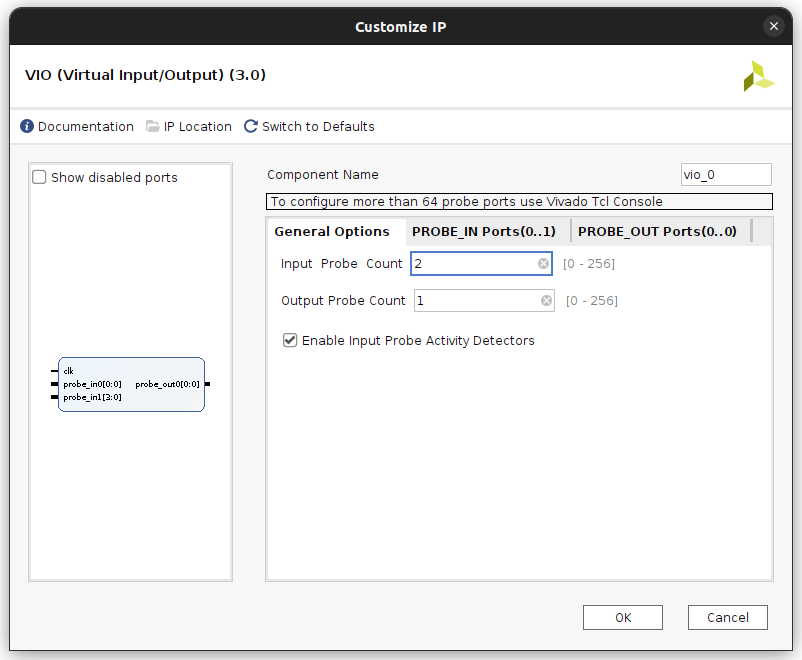 Customize IP
VIO (Virtual Input/Output) (3.0)
Documentation IP Location Switch to Defaults
Show disabled ports
clk
probe_in0[0:0] probe_out0[0:0]
probe_in1[3:0]
Component Name vio_0
To configure more than 64 probe ports use Vivado Tcl Console
General Options PROBE_IN Ports(0..1) PROBE_OUT Ports(0..0)
Input Probe Count 2 [0 - 256]
Output Probe Count 1 [0 - 256]
Enable Input Probe Activity Detectors
OK Cancel